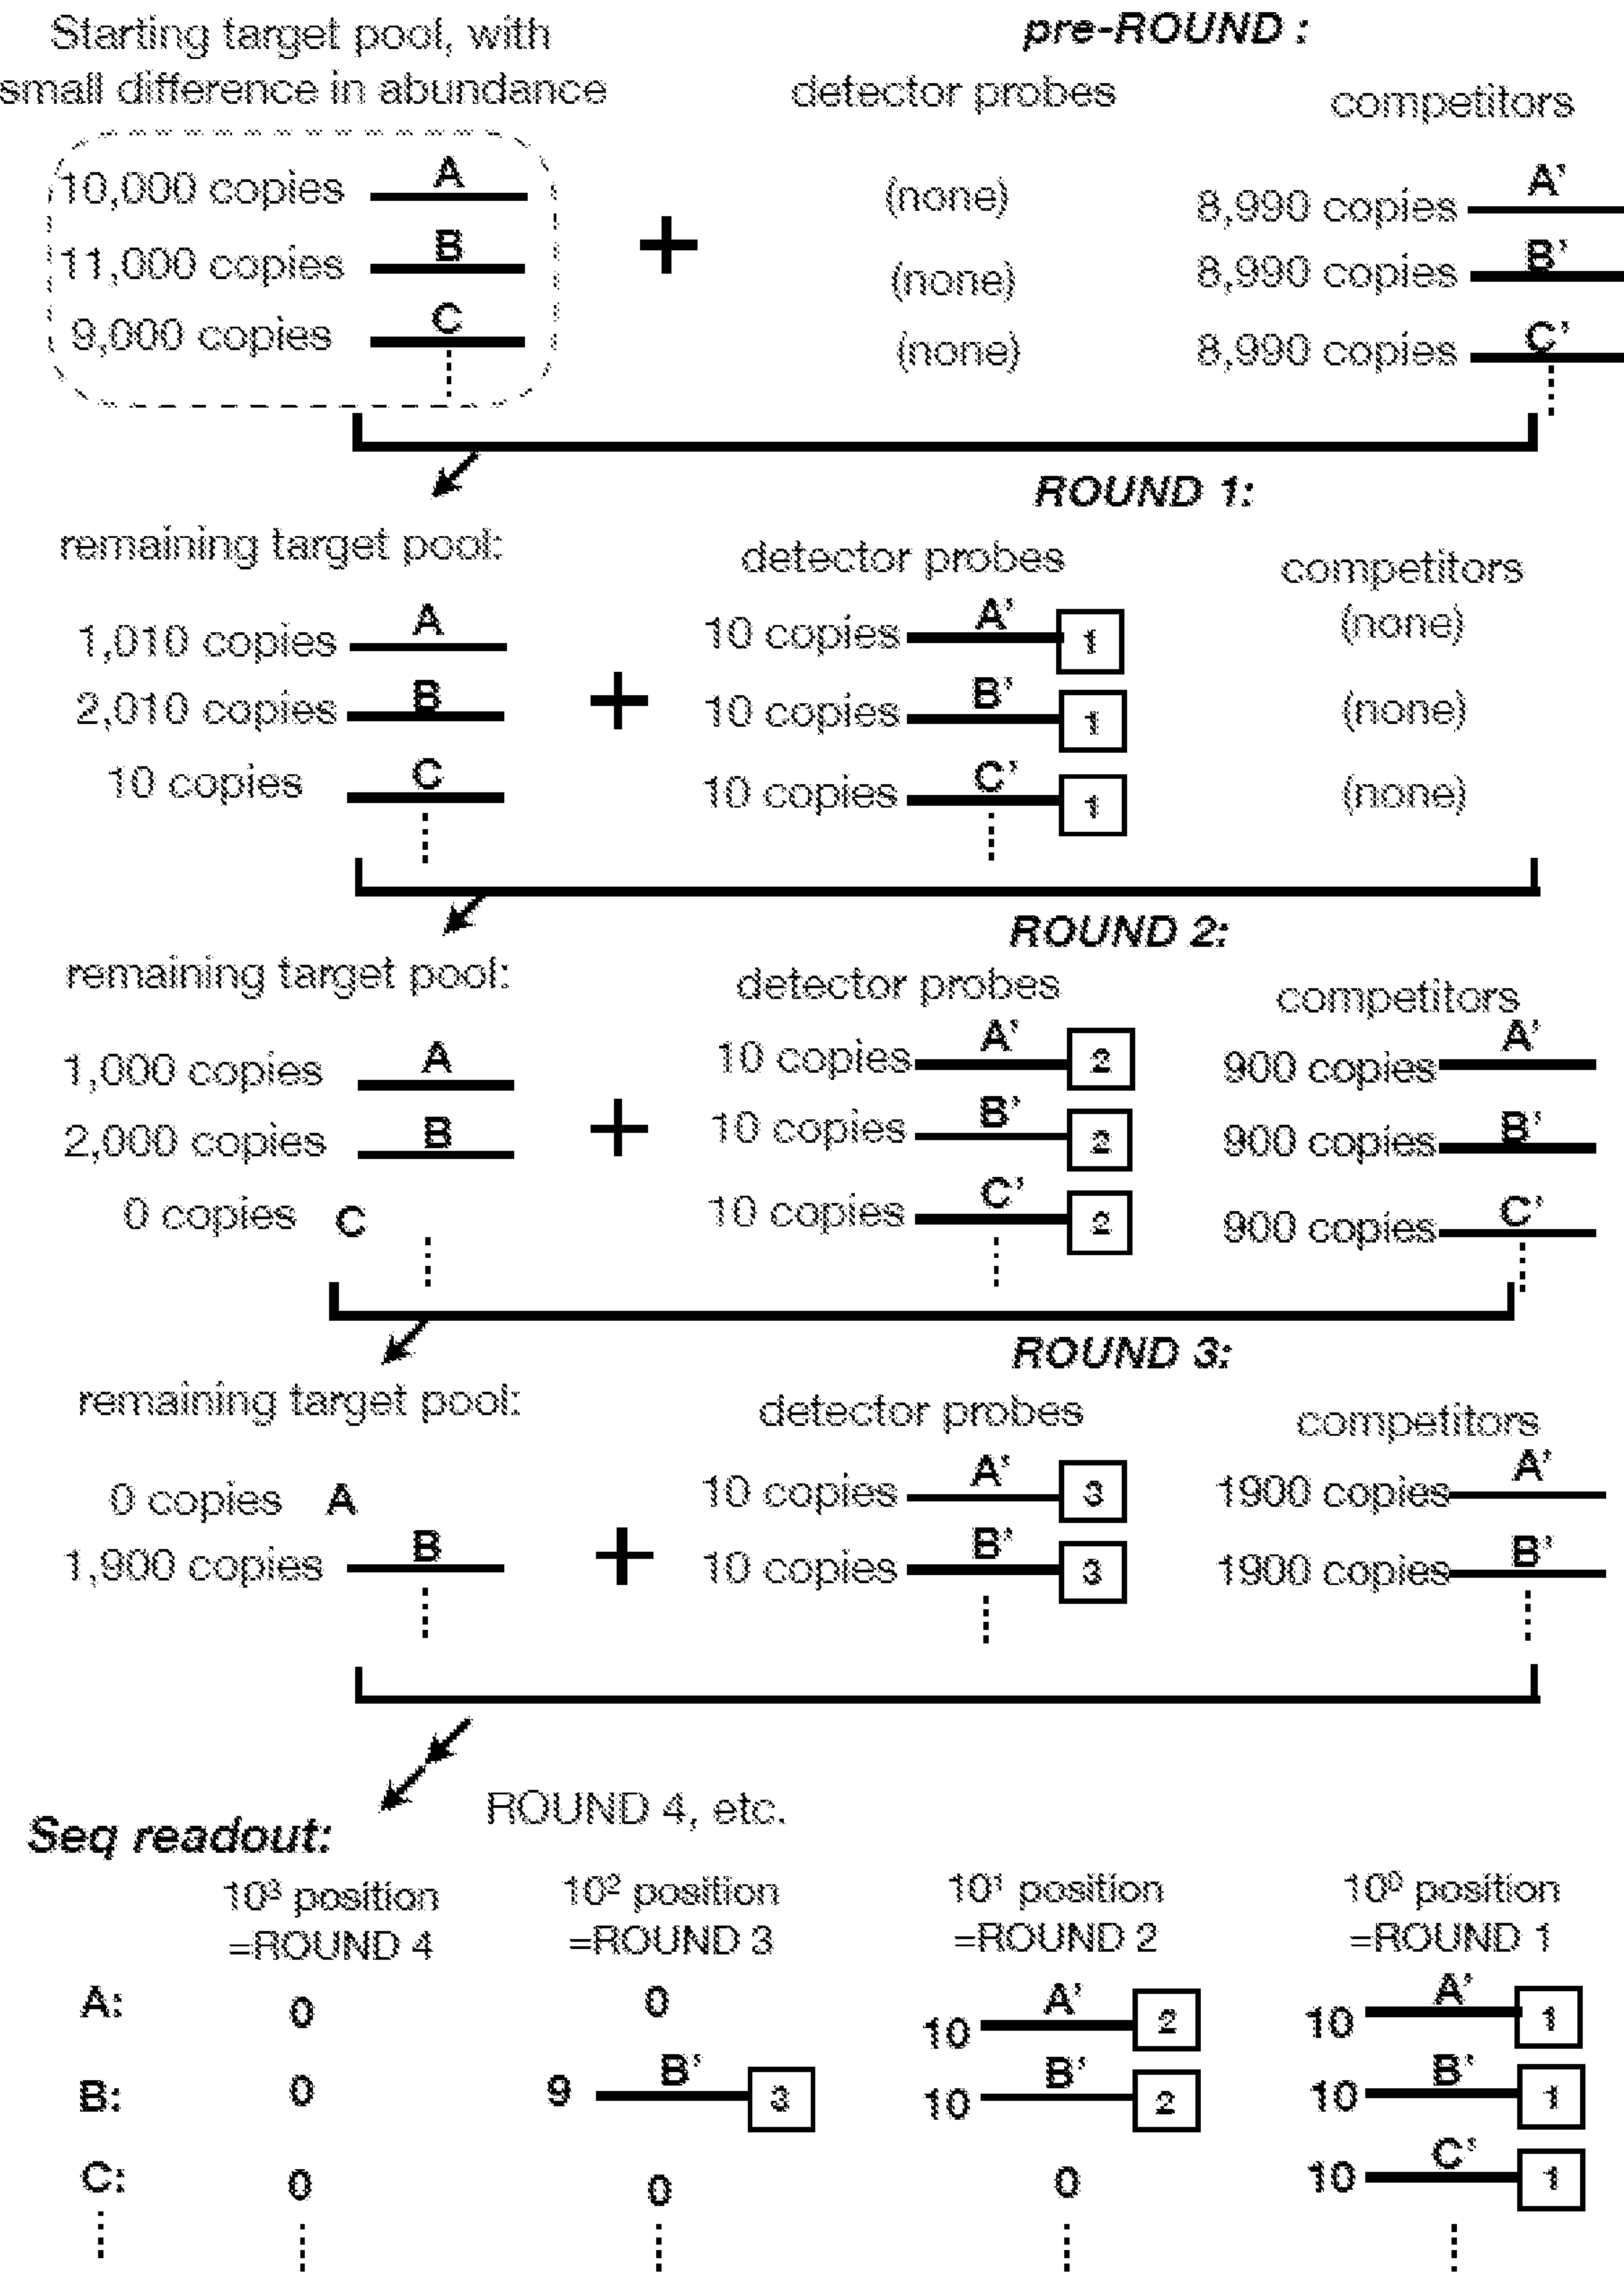 Starting target pool, with
small difference in abundance
pre-ROUND :
detector probes
competitors
10,000 copies A
+
(none)
8,990 copies A'
11,000 copies B
(none)
8,990 copies B'
9,000 copies C
(none)
8,990 copies C'
ROUND 1:
remaining target pool:
detector probes
competitors
1,010 copies A
10 copies A' 1
(none)
2,010 copies B
+
10 copies B' 1
(none)
10 copies C
10 copies C' 1
(none)
ROUND 2:
remaining target pool:
detector probes
competitors
1,000 copies A
10 copies A' 2
900 copies A'
2,000 copies B
+
10 copies B' 2
900 copies B'
0 copies C
10 copies C' 2
900 copies C'
ROUND 3:
remaining target pool:
detector probes
competitors
0 copies A
10 copies A' 3
1900 copies A'
1,900 copies B
+
10 copies B' 3
1900 copies B'
ROUND 4, etc.
Seq readout:
10³ position
=ROUND 4
10² position
=ROUND 3
10¹ position
=ROUND 2
10⁰ position
=ROUND 1
A: 0 0 10 A' 2 10 A' 1
B: 0 9 B' 3 10 B' 2 10 B' 1
C: 0 0 0 10 C' 1